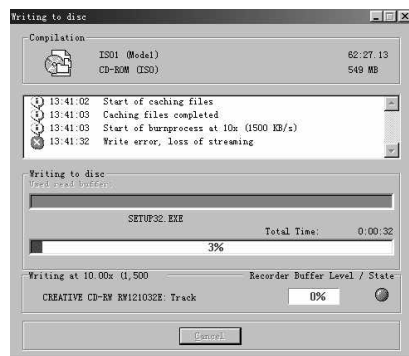 Writing to disc
Compilation
ISO1 (Mode1) 62:27.13
CD-ROM (ISO) 549 MB
13:41:02 Start of caching files
13:41:03 Caching files completed
13:41:03 Start of burnprocess at 10x (1500 KB/s)
13:41:32 Write error, loss of streaming
Writing to disc
Used read buffer
SETUP32.EXE
Total Time: 0:00:32
3%
Writing at 10.00x (1,500 Recorder Buffer Level / State
CREATIVE CD-RW RW121032E: Track 0%
Cancel